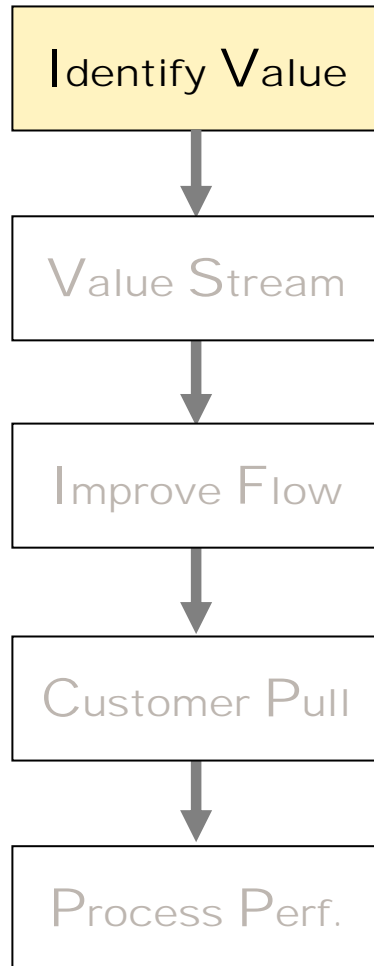 Identify Value
Value Stream
Improve Flow
Customer Pull
Process Perf.